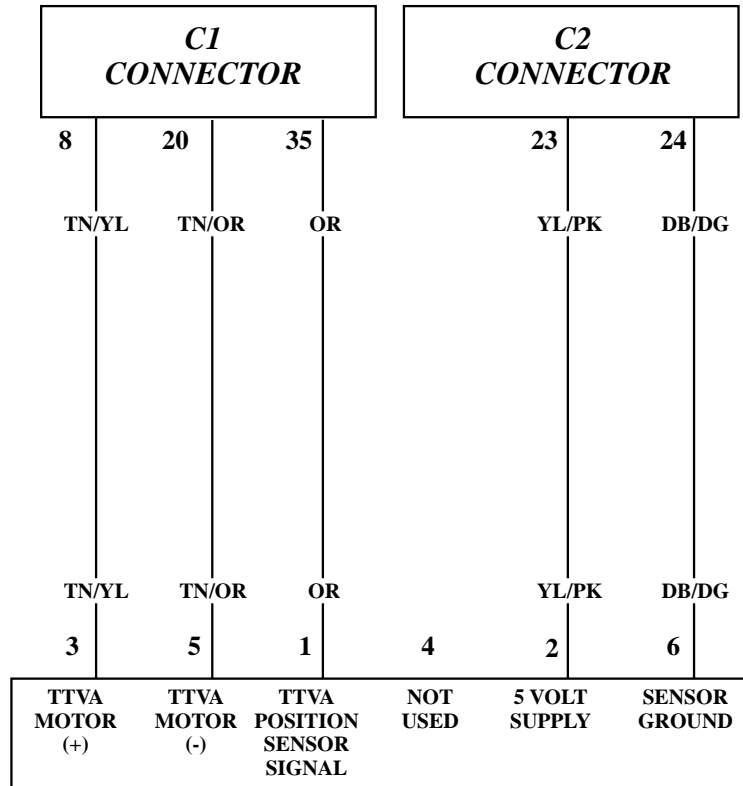 C1 CONNECTOR
C2 CONNECTOR
8 20 35 23 24
TN/YL TN/OR OR YL/PK DB/DG
TN/YL TN/OR OR YL/PK DB/DG
3 5 1 4 2 6
TTVA MOTOR (+)
TTVA MOTOR (-)
TTVA POSITION SENSOR SIGNAL
NOT USED
5 VOLT SUPPLY
SENSOR GROUND